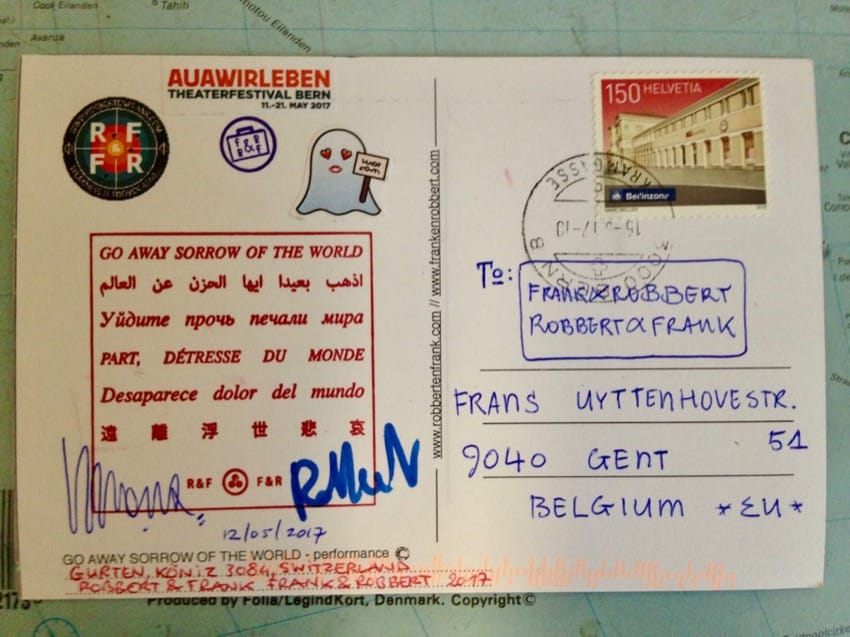 Cook Eilanden
Tahiti
Avarua
AUAWIRLEBEN
THEATERFESTIVAL BERN
11.-21. MAY 2017
R F
&
F R
F & R
R & F
150 HELVETIA
Bellinzona
GO AWAY SORROW OF THE WORLD
اذهب بعيدا ايها الحزن عن العالم
Уйдите прочь печали мира
PART, DÉTRESSE DU MONDE
Desaparece dolor del mundo
遠離浮世悲哀
R&F F&R
12/05/2017
GO AWAY SORROW OF THE WORLD - performance ©
GURTEN, KÖNIZ 3084, SWITZERLAND
ROBBERT & FRANK FRANK & ROBBERT 2017
www.robbertenfrank.com // www.frankenrobbert.com
To:
FRANK&ROBBERT
ROBBERT&FRANK
FRANS UYTTENHOVESTR.
51
9040 GENT
BELGIUM *EU*
Produced by Folia/LegindKort, Denmark. Copyright©